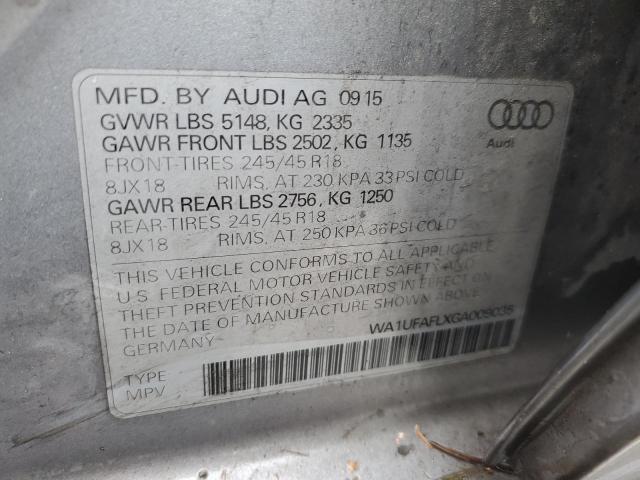 MFD. BY AUDI AG 09 15
GVWR LBS 5148, KG 2335
GAWR FRONT LBS 2502, KG 1135
FRONT-TIRES 245/45 R18
8JX18 RIMS, AT 230 KPA 33 PSI COLD
GAWR REAR LBS 2756, KG 1250
REAR-TIRES 245/45 R18
8JX18 RIMS, AT 250 KPA 36 PSI COLD
THIS VEHICLE CONFORMS TO ALL APPLICABLE
U S FEDERAL MOTOR VEHICLE SAFETY AND
THEFT PREVENTION STANDARDS IN EFFECT ON
THE DATE OF MANUFACTURE SHOWN ABOVE.
GERMANY
WA1UFAFLXGA009035
TYPE
MPV
Audi